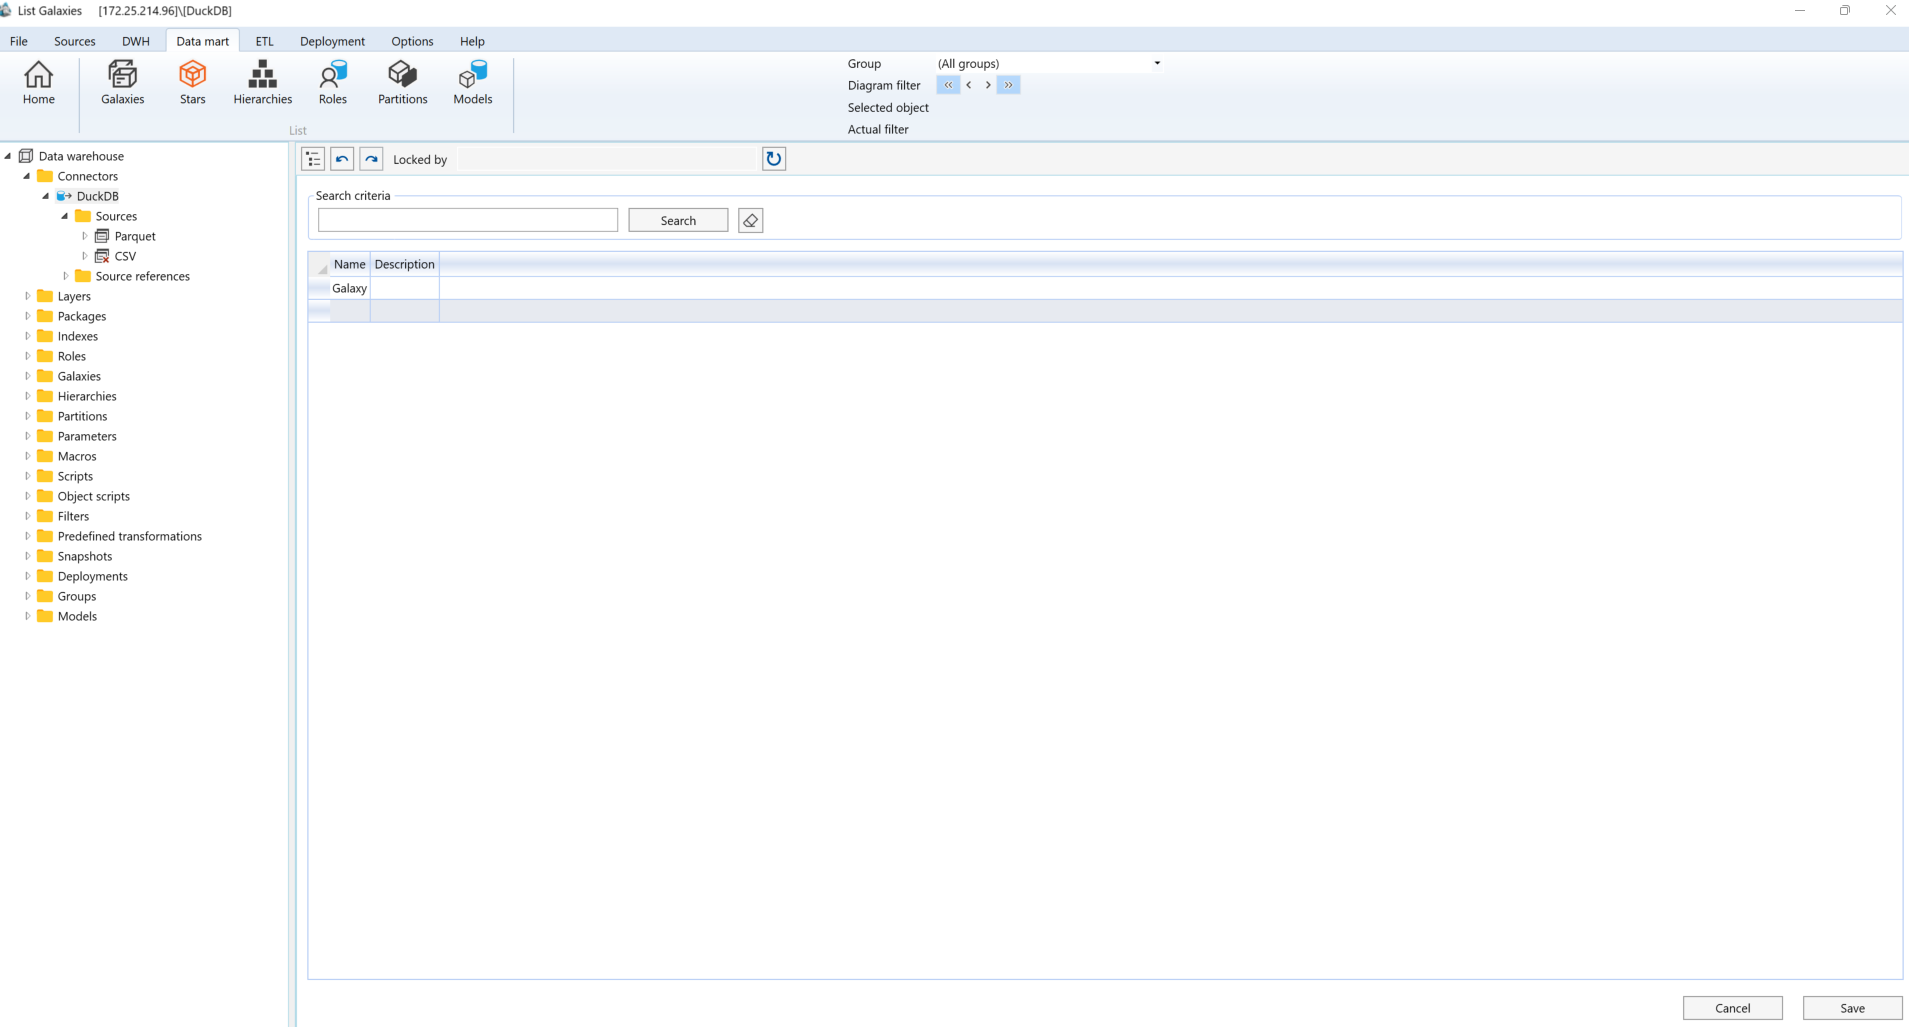 List Galaxies [172.25.214.96]\[DuckDB]
File Sources DWH Data mart ETL Deployment Options Help
Home Galaxies Stars Hierarchies Roles Partitions Models
List
Group (All groups)
Diagram filter « < > »
Selected object
Actual filter
Data warehouse
Connectors
DuckDB
Sources
Parquet
CSV
Source references
Layers
Packages
Indexes
Roles
Galaxies
Hierarchies
Partitions
Parameters
Macros
Scripts
Object scripts
Filters
Predefined transformations
Snapshots
Deployments
Groups
Models
Locked by
Search criteria
Search
Name Description
Galaxy
Cancel Save